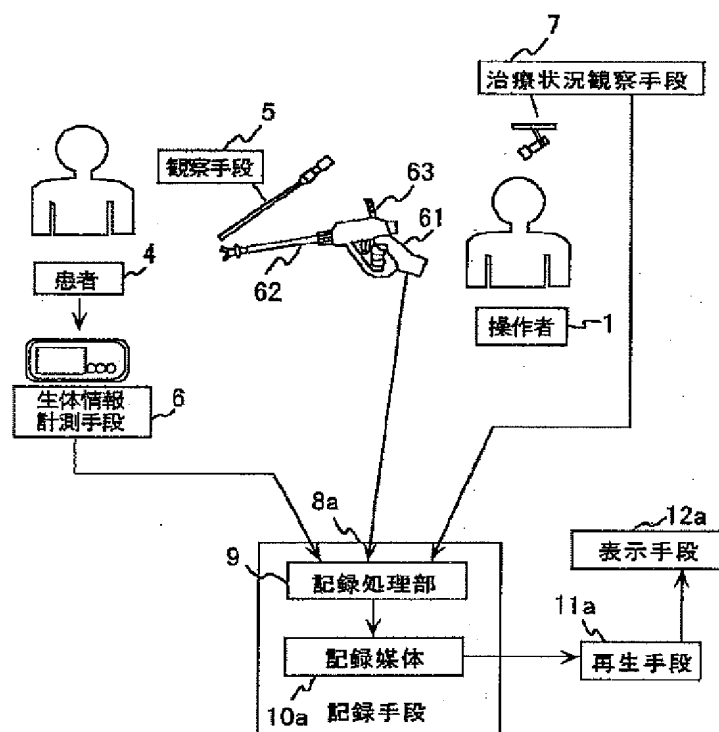 7
治療状況観察手段
5
観察手段
63
61
62
4
患者
操作者
1
生体情報
計測手段
6
8a
12a
表示手段
9
記録処理部
11a
記録媒体
再生手段
10a
記録手段